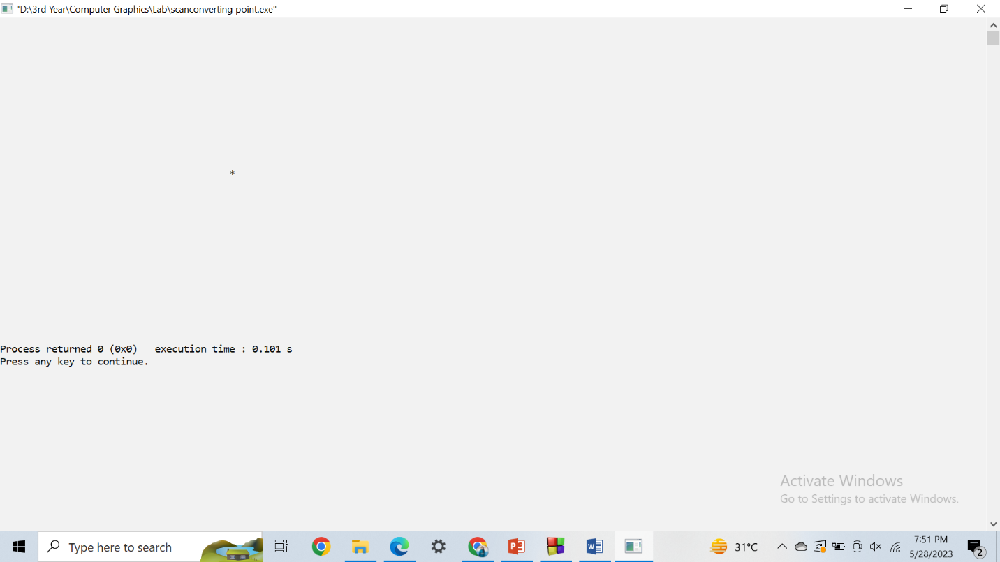 "D:\3rd Year\Computer Graphics\Lab\scanconverting point.exe"
*
Process returned 0 (0x0)   execution time : 0.101 s
Press any key to continue.
Activate Windows
Go to Settings to activate Windows.
Type here to search
31°C
7:51 PM
5/28/2023
2